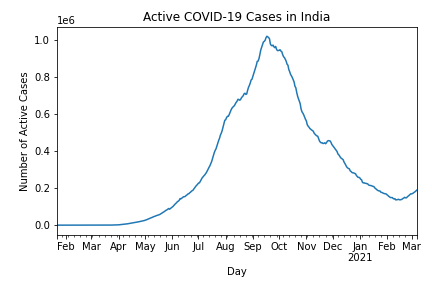 Active COVID-19 Cases in India
1e6
1.0
0.8
0.6
0.4
0.2
0.0
Number of Active Cases
Feb Mar Apr May Jun Jul Aug Sep Oct Nov Dec Jan Feb Mar
2021
Day